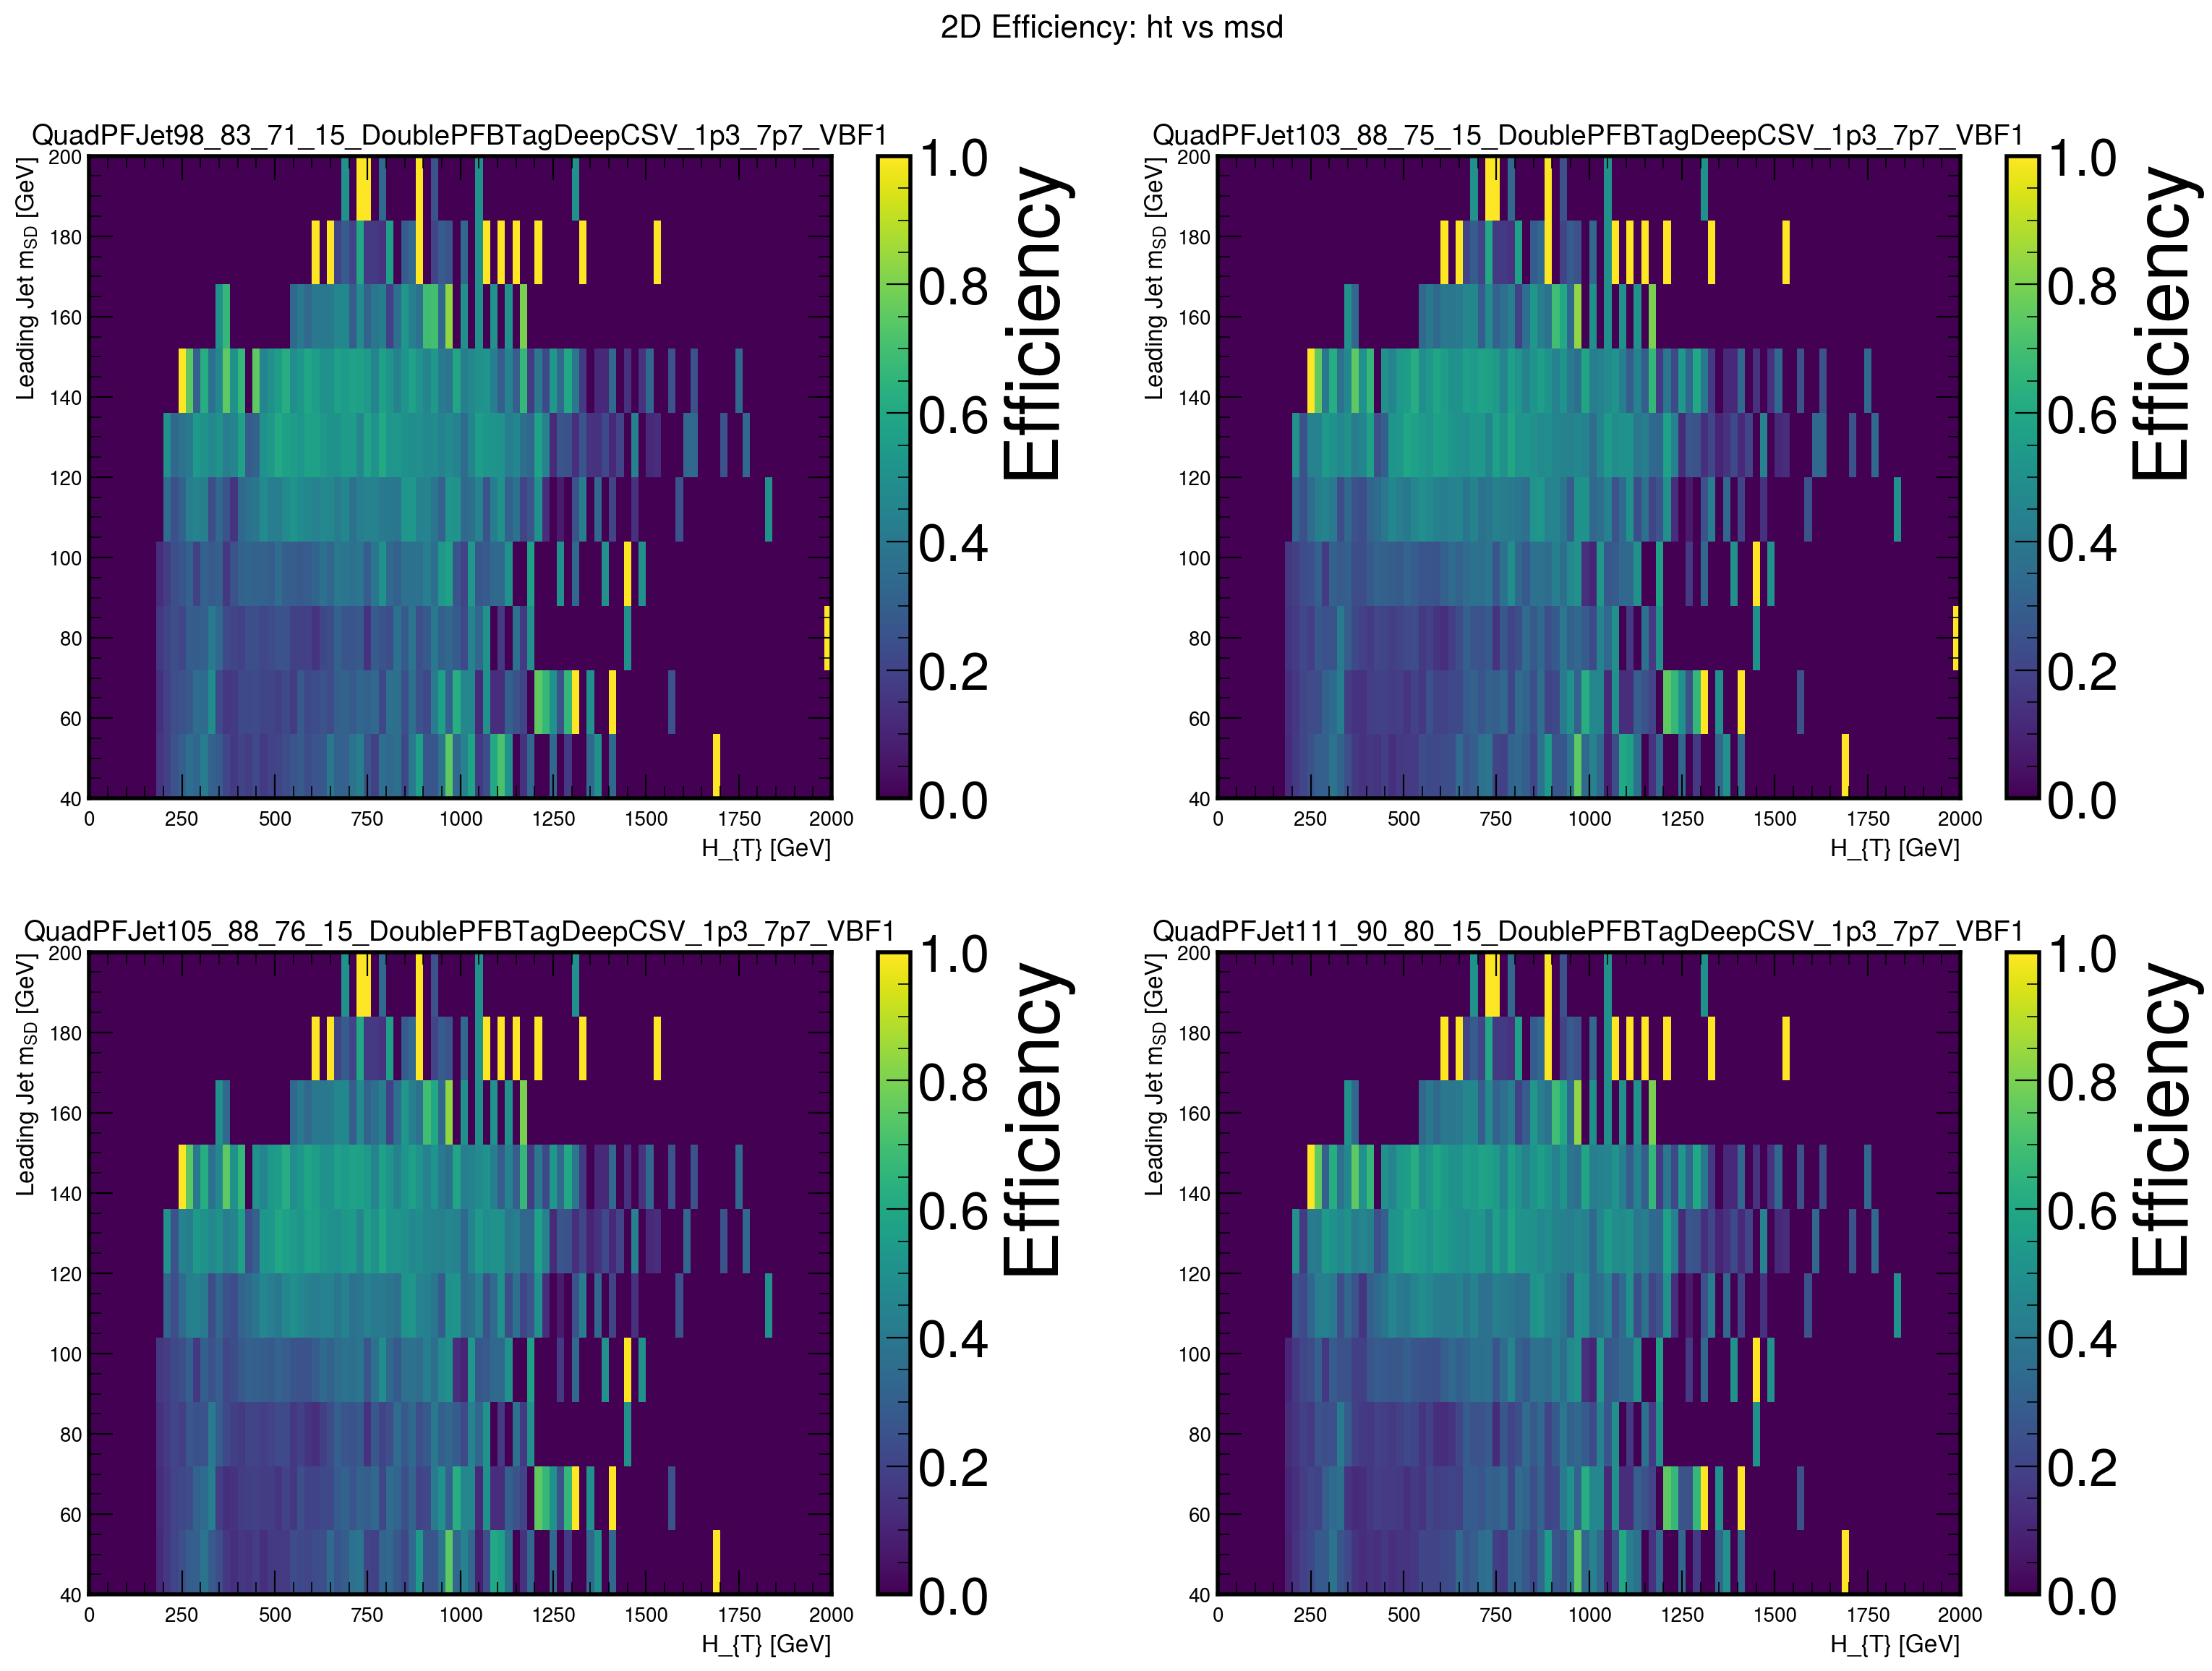 2D Efficiency: ht vs msd
QuadPFJet98_83_71_15_DoublePFBTagDeepCSV_1p3_7p7_VBF1
Leading Jet m_SD [GeV]
200
180
160
140
120
100
80
60
40
0 250 500 750 1000 1250 1500 1750 2000
H_{T} [GeV]
1.0
0.8
0.6
0.4
0.2
0.0
Efficiency
QuadPFJet103_88_75_15_DoublePFBTagDeepCSV_1p3_7p7_VBF1
Leading Jet m_SD [GeV]
200
180
160
140
120
100
80
60
40
0 250 500 750 1000 1250 1500 1750 2000
H_{T} [GeV]
1.0
0.8
0.6
0.4
0.2
0.0
Efficiency
QuadPFJet105_88_76_15_DoublePFBTagDeepCSV_1p3_7p7_VBF1
Leading Jet m_SD [GeV]
200
180
160
140
120
100
80
60
40
0 250 500 750 1000 1250 1500 1750 2000
H_{T} [GeV]
1.0
0.8
0.6
0.4
0.2
0.0
Efficiency
QuadPFJet111_90_80_15_DoublePFBTagDeepCSV_1p3_7p7_VBF1
Leading Jet m_SD [GeV]
200
180
160
140
120
100
80
60
40
0 250 500 750 1000 1250 1500 1750 2000
H_{T} [GeV]
1.0
0.8
0.6
0.4
0.2
0.0
Efficiency